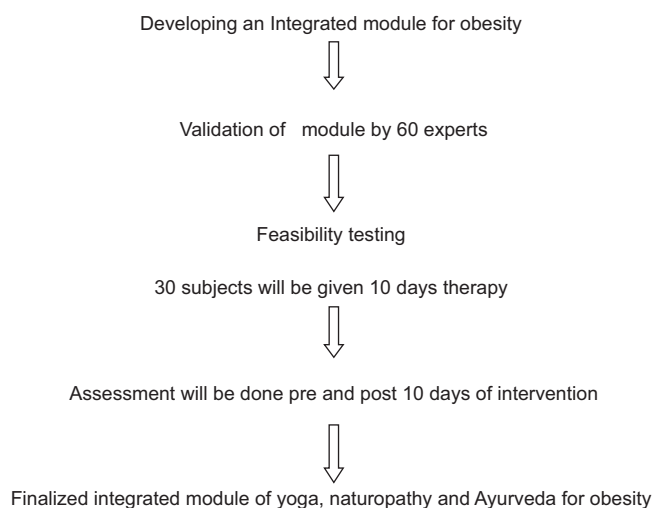 Developing an Integrated module for obesity
Validation of module by 60 experts
Feasibility testing
30 subjects will be given 10 days therapy
Assessment will be done pre and post 10 days of intervention
Finalized integrated module of yoga, naturopathy and Ayurveda for obesity